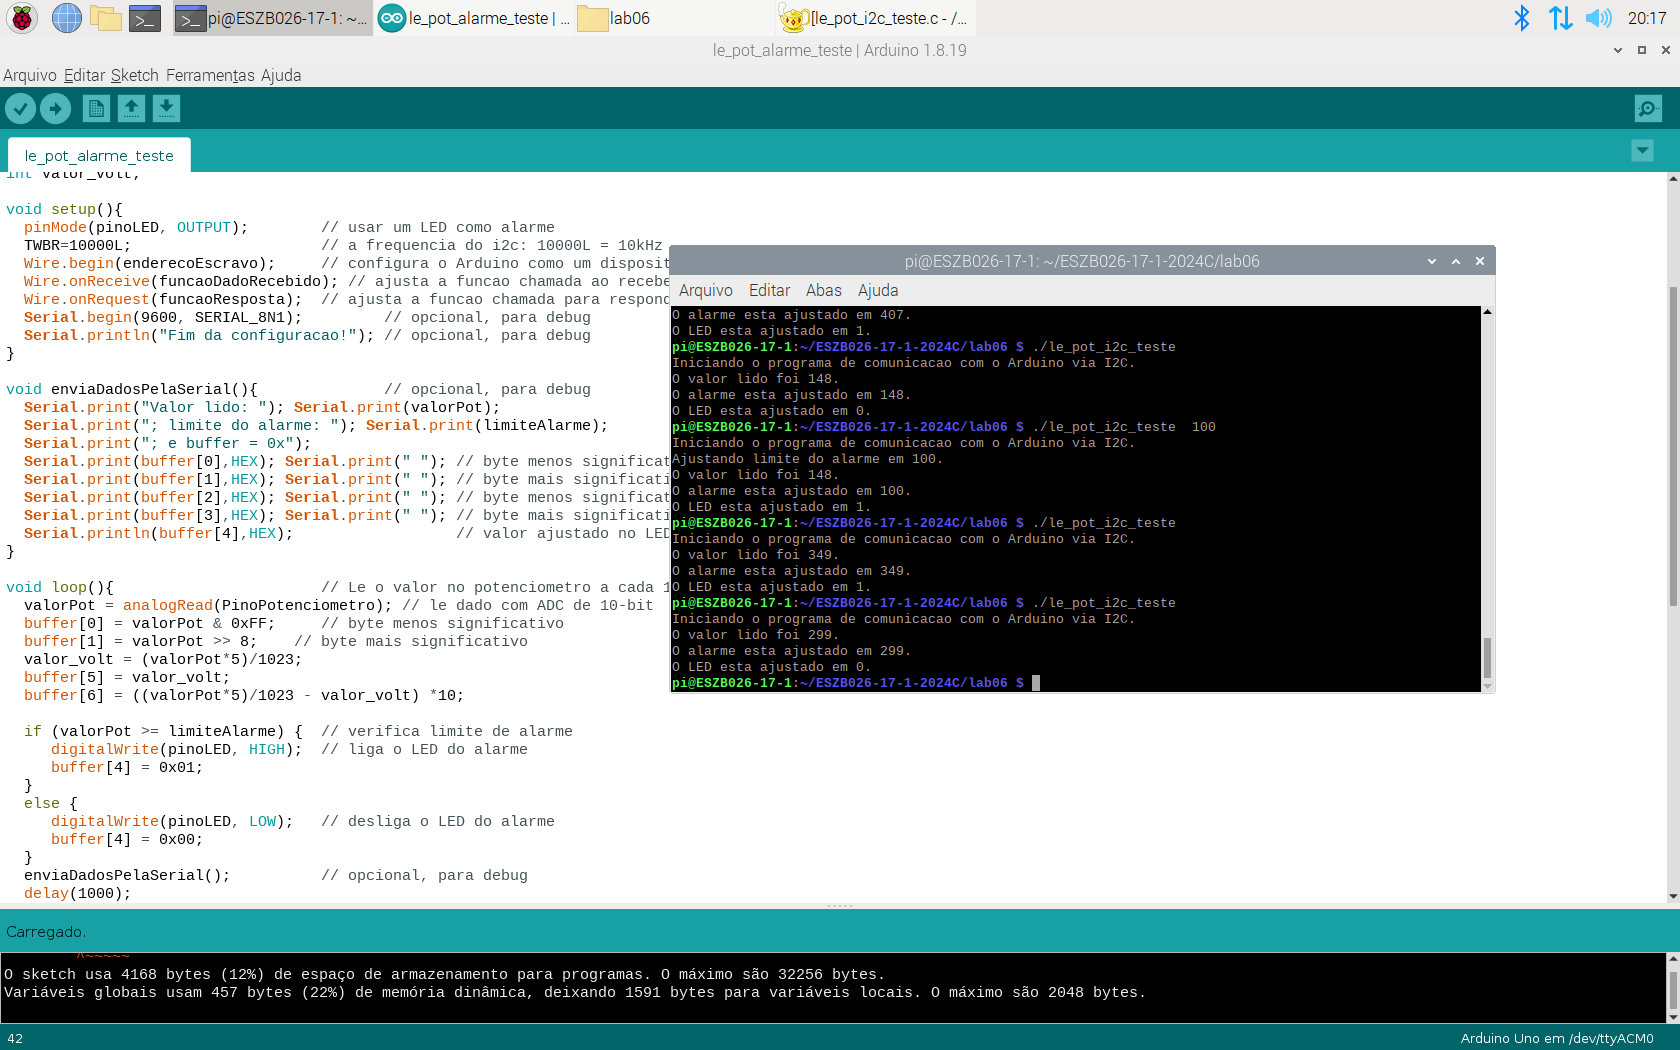 pi@ESZB026-17-1: ~...
le_pot_alarme_teste | ...
lab06
[le_pot_i2c_teste.c - /...
20:17
le_pot_alarme_teste | Arduino 1.8.19
Arquivo Editar Sketch Ferramentas Ajuda
le_pot_alarme_teste
int valor_volt;
void setup(){
pinMode(pinoLED, OUTPUT); // usar um LED como alarme
TWBR=10000L; // a frequencia do i2c: 10000L = 10kHz
Wire.begin(enderecoEscravo); // configura o Arduino como um disposit
Wire.onReceive(funcaoDadoRecebido); // ajusta a funcao chamada ao recebe
Wire.onRequest(funcaoResposta); // ajusta a funcao chamada para respond
Serial.begin(9600, SERIAL_8N1); // opcional, para debug
Serial.println("Fim da configuracao!"); // opcional, para debug
}
void enviaDadosPelaSerial(){ // opcional, para debug
Serial.print("Valor lido: "); Serial.print(valorPot);
Serial.print("; limite do alarme: "); Serial.print(limiteAlarme);
Serial.print("; e buffer = 0x");
Serial.print(buffer[0],HEX); Serial.print(" "); // byte menos significat
Serial.print(buffer[1],HEX); Serial.print(" "); // byte mais significati
Serial.print(buffer[2],HEX); Serial.print(" "); // byte menos significat
Serial.print(buffer[3],HEX); Serial.print(" "); // byte mais significati
Serial.println(buffer[4],HEX); // valor ajustado no LED
}
void loop(){ // Le o valor no potenciometro a cada 1
valorPot = analogRead(PinoPotenciometro); // le dado com ADC de 10-bit
buffer[0] = valorPot & 0xFF; // byte menos significativo
buffer[1] = valorPot >> 8; // byte mais significativo
valor_volt = (valorPot*5)/1023;
buffer[5] = valor_volt;
buffer[6] = ((valorPot*5)/1023 - valor_volt) *10;
if (valorPot >= limiteAlarme) { // verifica limite de alarme
digitalWrite(pinoLED, HIGH); // liga o LED do alarme
buffer[4] = 0x01;
}
else {
digitalWrite(pinoLED, LOW); // desliga o LED do alarme
buffer[4] = 0x00;
}
enviaDadosPelaSerial(); // opcional, para debug
delay(1000);
pi@ESZB026-17-1: ~/ESZB026-17-1-2024C/lab06
Arquivo Editar Abas Ajuda
O alarme esta ajustado em 407.
O LED esta ajustado em 1.
pi@ESZB026-17-1:~/ESZB026-17-1-2024C/lab06 $ ./le_pot_i2c_teste
Iniciando o programa de comunicacao com o Arduino via I2C.
O valor lido foi 148.
O alarme esta ajustado em 148.
O LED esta ajustado em 0.
pi@ESZB026-17-1:~/ESZB026-17-1-2024C/lab06 $ ./le_pot_i2c_teste  100
Iniciando o programa de comunicacao com o Arduino via I2C.
Ajustando limite do alarme em 100.
O valor lido foi 148.
O alarme esta ajustado em 100.
O LED esta ajustado em 1.
pi@ESZB026-17-1:~/ESZB026-17-1-2024C/lab06 $ ./le_pot_i2c_teste
Iniciando o programa de comunicacao com o Arduino via I2C.
O valor lido foi 349.
O alarme esta ajustado em 349.
O LED esta ajustado em 1.
pi@ESZB026-17-1:~/ESZB026-17-1-2024C/lab06 $ ./le_pot_i2c_teste
Iniciando o programa de comunicacao com o Arduino via I2C.
O valor lido foi 299.
O alarme esta ajustado em 299.
O LED esta ajustado em 0.
pi@ESZB026-17-1:~/ESZB026-17-1-2024C/lab06 $
Carregado.
^~~~~~
O sketch usa 4168 bytes (12%) de espaço de armazenamento para programas. O máximo são 32256 bytes.
Variáveis globais usam 457 bytes (22%) de memória dinâmica, deixando 1591 bytes para variáveis locais. O máximo são 2048 bytes.
42
Arduino Uno em /dev/ttyACM0